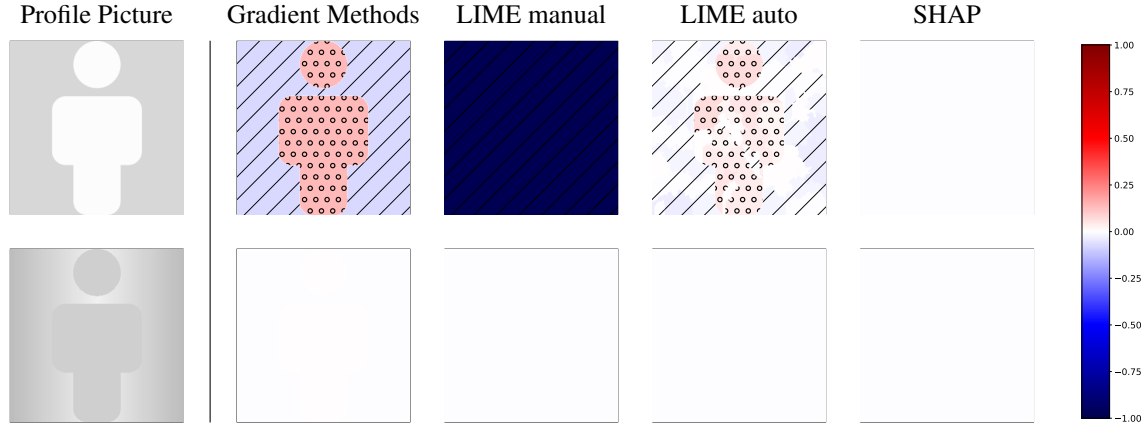 Profile Picture
Gradient Methods
LIME manual
LIME auto
SHAP
1.00
0.75
0.50
0.25
0.00
−0.25
−0.50
−0.75
−1.00